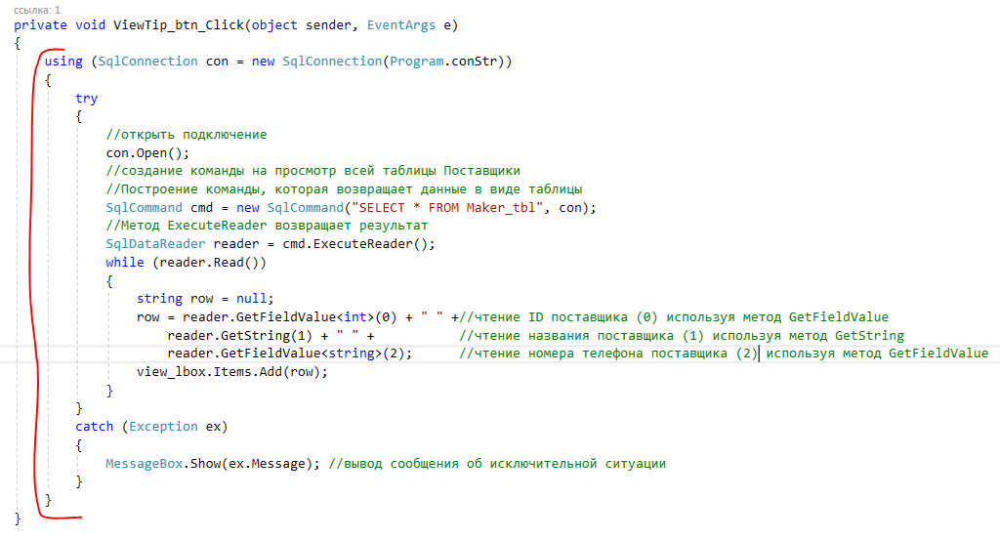 ссылка: 1
private void ViewTip_btn_Click(object sender, EventArgs e)
{
using (SqlConnection con = new SqlConnection(Program.conStr))
{
try
{
//открыть подключение
con.Open();
//создание команды на просмотр всей таблицы Поставщики
//Построение команды, которая возвращает данные в виде таблицы
SqlCommand cmd = new SqlCommand("SELECT * FROM Maker_tbl", con);
//Метод ExecuteReader возвращает результат
SqlDataReader reader = cmd.ExecuteReader();
while (reader.Read())
{
string row = null;
row = reader.GetFieldValue<int>(0) + " " +//чтение ID поставщика (0) используя метод GetFieldValue
reader.GetString(1) + " " + //чтение названия поставщика (1) используя метод GetString
reader.GetFieldValue<string>(2); //чтение номера телефона поставщика (2) используя метод GetFieldValue
view_lbox.Items.Add(row);
}
}
catch (Exception ex)
{
MessageBox.Show(ex.Message); //вывод сообщения об исключительной ситуации
}
}
}